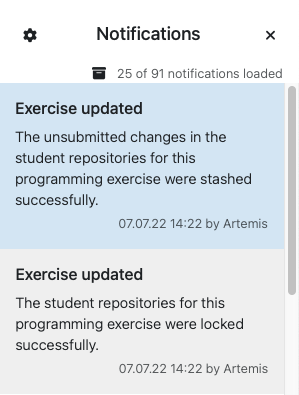 Notifications
25 of 91 notifications loaded
Exercise updated
The unsubmitted changes in the
student repositories for this
programming exercise were stashed
successfully.
07.07.22 14:22 by Artemis
Exercise updated
The student repositories for this
programming exercise were locked
successfully.
07.07.22 14:22 by Artemis